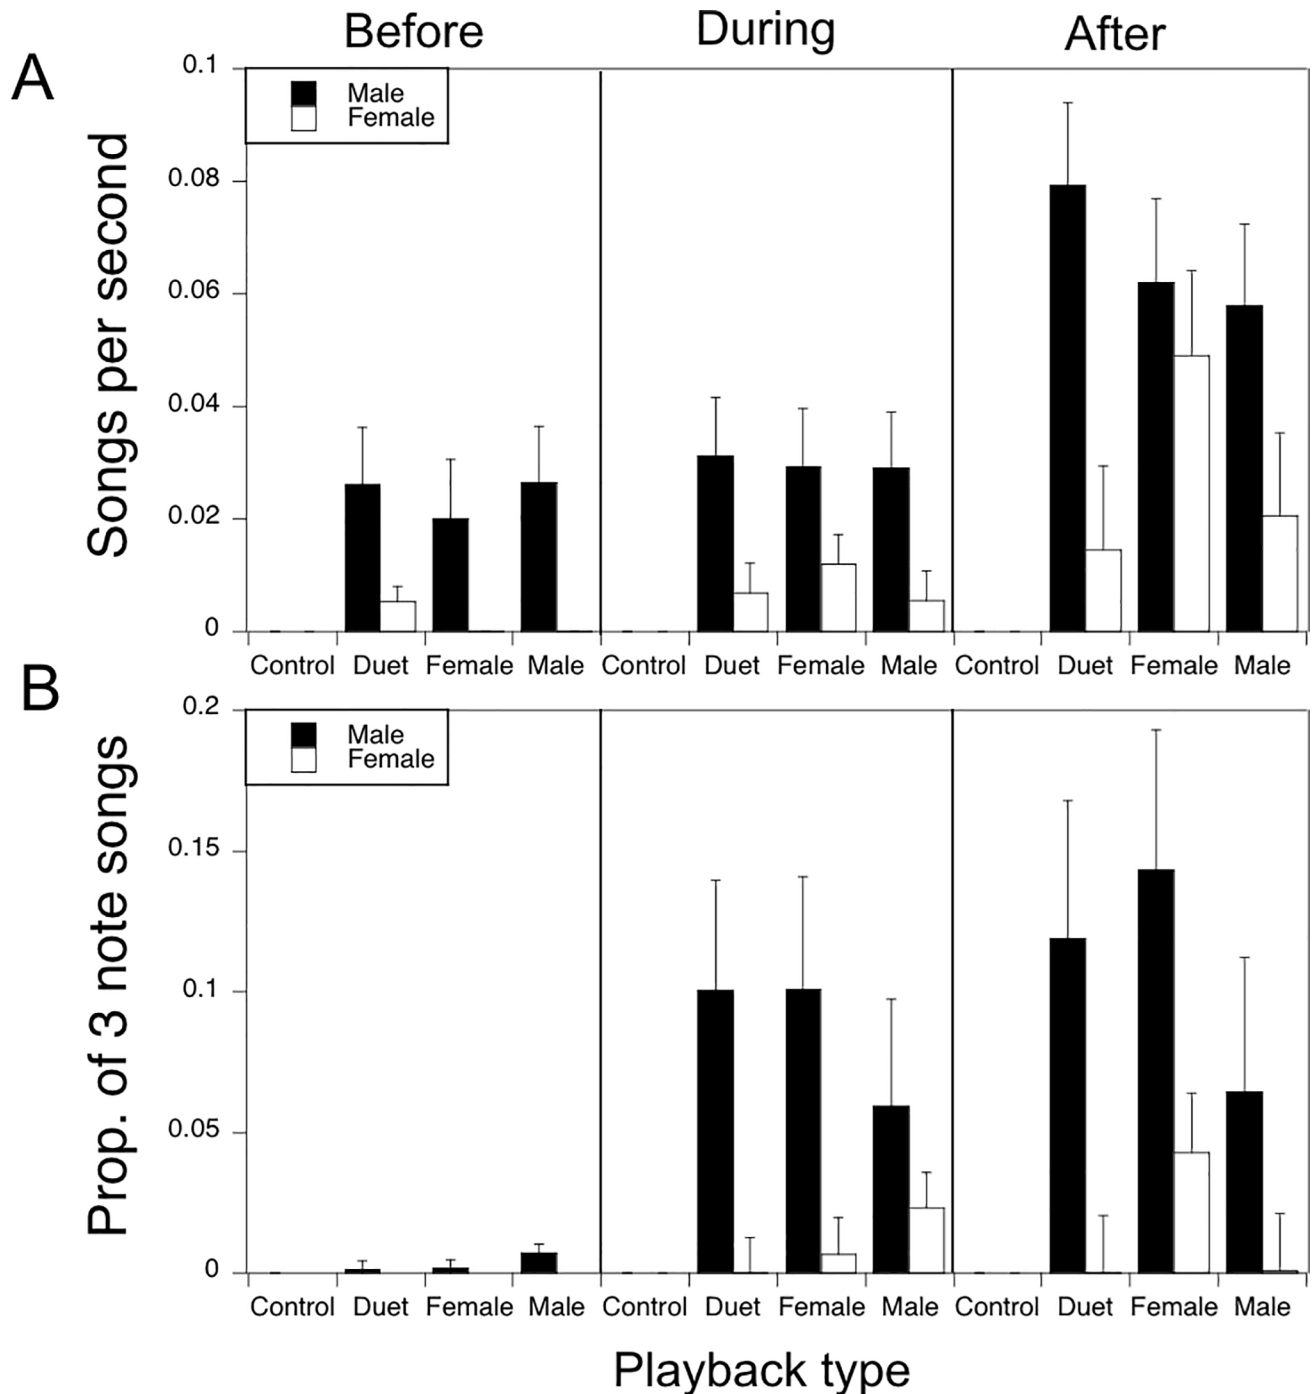 Before During After
A
Songs per second
0.1
0.08
0.06
0.04
0.02
0
Male
Female
Control Duet Female Male Control Duet Female Male Control Duet Female Male
B
Prop. of 3 note songs
0.2
0.15
0.1
0.05
0
Male
Female
Control Duet Female Male Control Duet Female Male Control Duet Female Male
Playback type